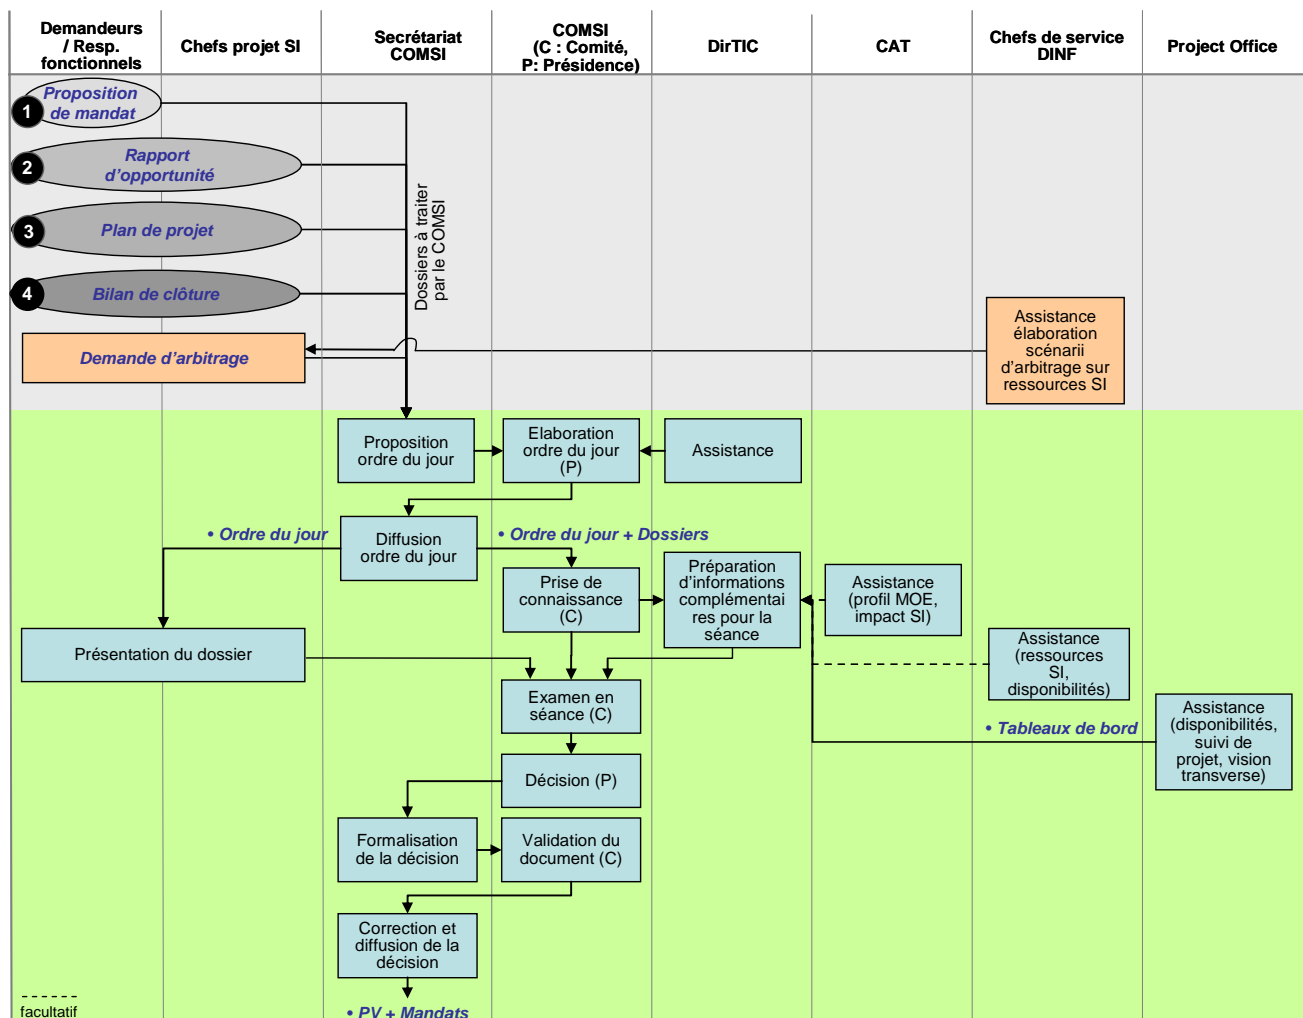 Demandeurs
/ Resp.
fonctionnels
Chefs projet SI
Secrétariat
COMSI
COMSI
(C : Comité,
P: Présidence)
DirTIC
CAT
Chefs de service
DINF
Project Office
1
Proposition
de mandat
2
Rapport
d'opportunité
3
Plan de projet
4
Bilan de clôture
Dossiers à traiter
par le COMSI
Demande d'arbitrage
Assistance
élaboration
scénarii
d'arbitrage sur
ressources SI
Proposition
ordre du jour
Elaboration
ordre du jour
(P)
Assistance
• Ordre du jour
Diffusion
ordre du jour
• Ordre du jour + Dossiers
Prise de
connaissance
(C)
Préparation
d'informations
complémentai
res pour la
séance
Assistance
(profil MOE,
impact SI)
Présentation du dossier
Assistance
(ressources
SI,
disponibilités)
Examen en
séance (C)
• Tableaux de bord
Assistance
(disponibilités,
suivi de
projet, vision
transverse)
Décision (P)
Formalisation
de la décision
Validation du
document (C)
Correction et
diffusion de la
décision
facultatif
• PV + Mandats